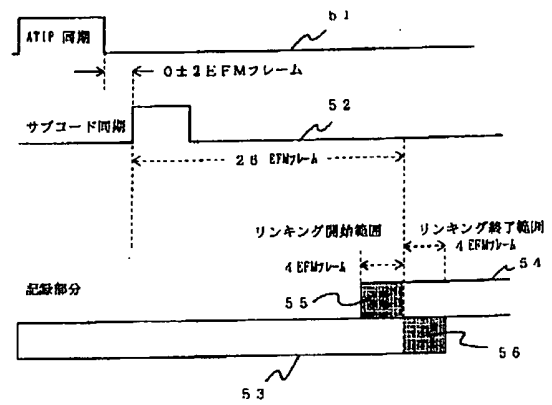 ATIP 同期
51
0±2EFMフレーム
サブコード同期
52
26 EFMフレーム
リンキング開始範囲
リンキング終了範囲
4EFMフレーム
4EFMフレーム
54
記録部分
55
56
53